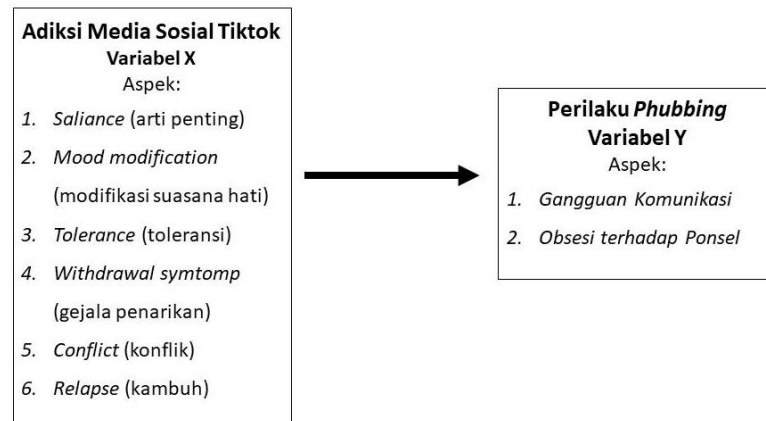 Adiksi Media Sosial Tiktok
Variabel X
Aspek:
1. Saliance (arti penting)
2. Mood modification
(modifikasi suasana hati)
3. Tolerance (toleransi)
4. Withdrawal symtomp
(gejala penarikan)
5. Conflict (konflik)
6. Relapse (kambuh)
Perilaku Phubbing
Variabel Y
Aspek:
1. Gangguan Komunikasi
2. Obsesi terhadap Ponsel